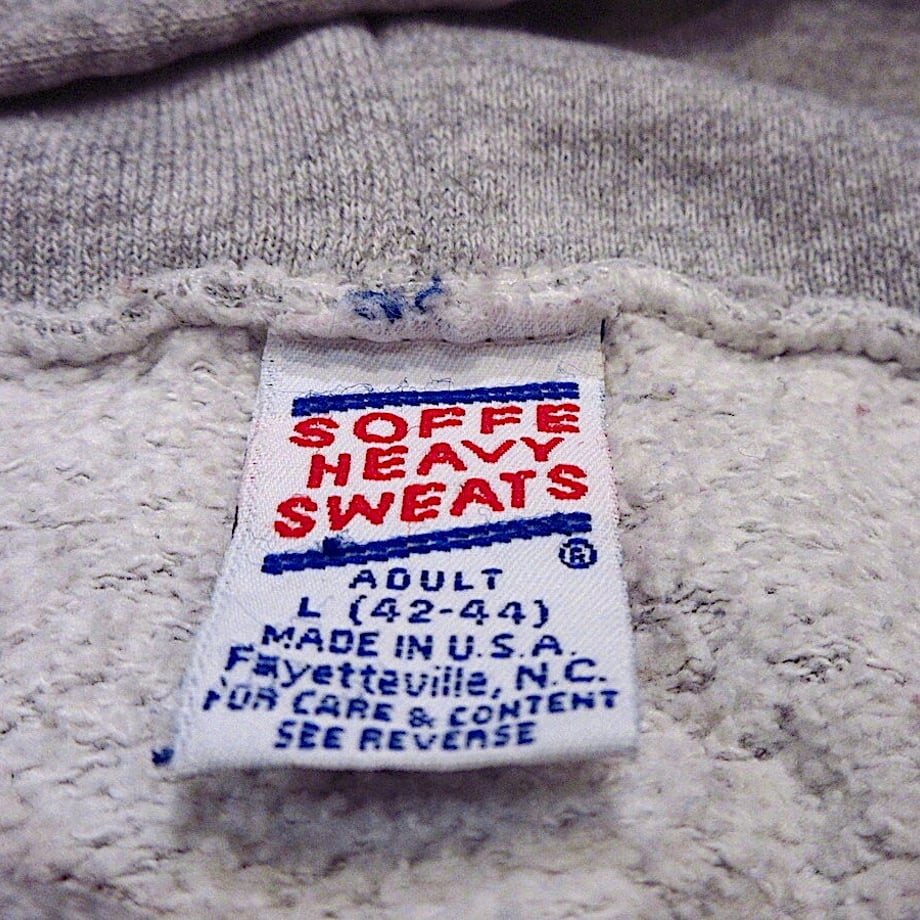 SOFFE
HEAVY
SWEATS
®
ADULT
L (42-44)
MADE IN U.S.A.
Fayetteville, N.C.
FOR CARE & CONTENT
SEE REVERSE